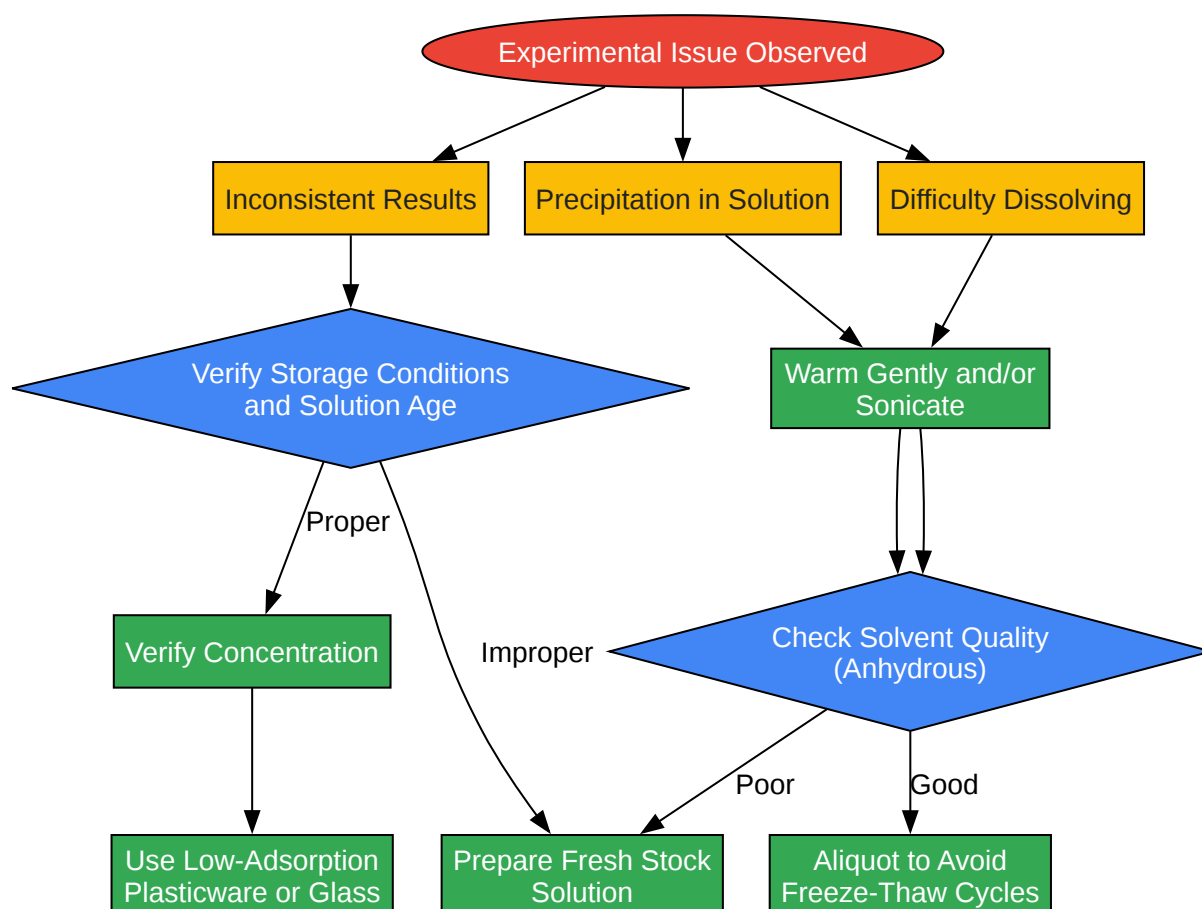 Experimental Issue Observed
Inconsistent Results
Precipitation in Solution
Difficulty Dissolving
Verify Storage Conditions
and Solution Age
Warm Gently and/or
Sonicate
Proper
Verify Concentration
Improper
Check Solvent Quality
(Anhydrous)
Poor
Good
Use Low-Adsorption
Plasticware or Glass
Prepare Fresh Stock
Solution
Aliquot to Avoid
Freeze-Thaw Cycles